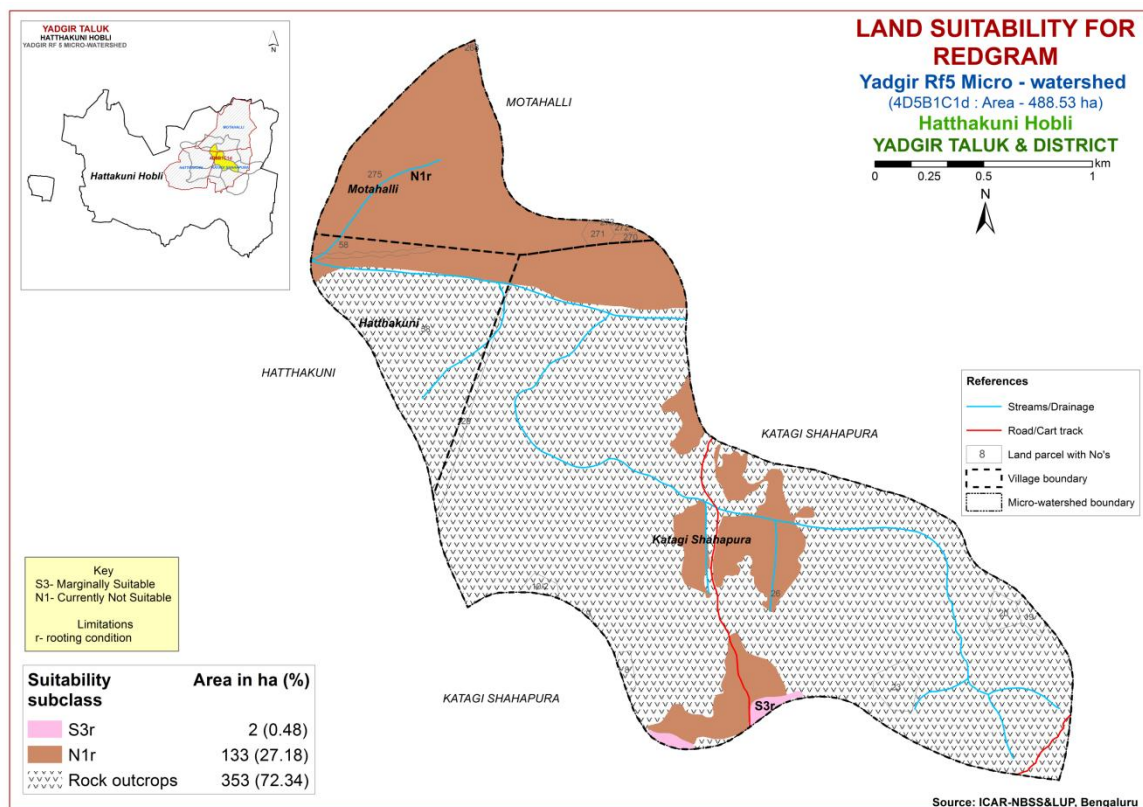 YADGIR TALUK
HATTHAKUNI HOBLI
YADGIR RF 5 MICRO-WATERSHED
N
MOTAHALLI
Hattakuni Hobli
LAND SUITABILITY FOR
REDGRAM
Yadgir Rf5 Micro - watershed
(4D5B1C1d : Area - 488.53 ha)
Hatthakuni Hobli
YADGIR TALUK & DISTRICT
km
0 0.25 0.5 1
N
MOTAHALLI
275
N1r
Motahalli
58
271
270
Hatthakuni
HATTHAKUNI
KATAGI SHAHAPURA
Katagi Shahapura
26
KATAGI SHAHAPURA
S3r
References
Streams/Drainage
Road/Cart track
8 Land parcel with No's
Village boundary
Micro-watershed boundary
Key
S3- Marginally Suitable
N1- Currently Not Suitable
Limitations
r- rooting condition
Suitability subclass Area in ha (%)
S3r 2 (0.48)
N1r 133 (27.18)
Rock outcrops 353 (72.34)
Source: ICAR-NBSS&LUP, Bengaluru